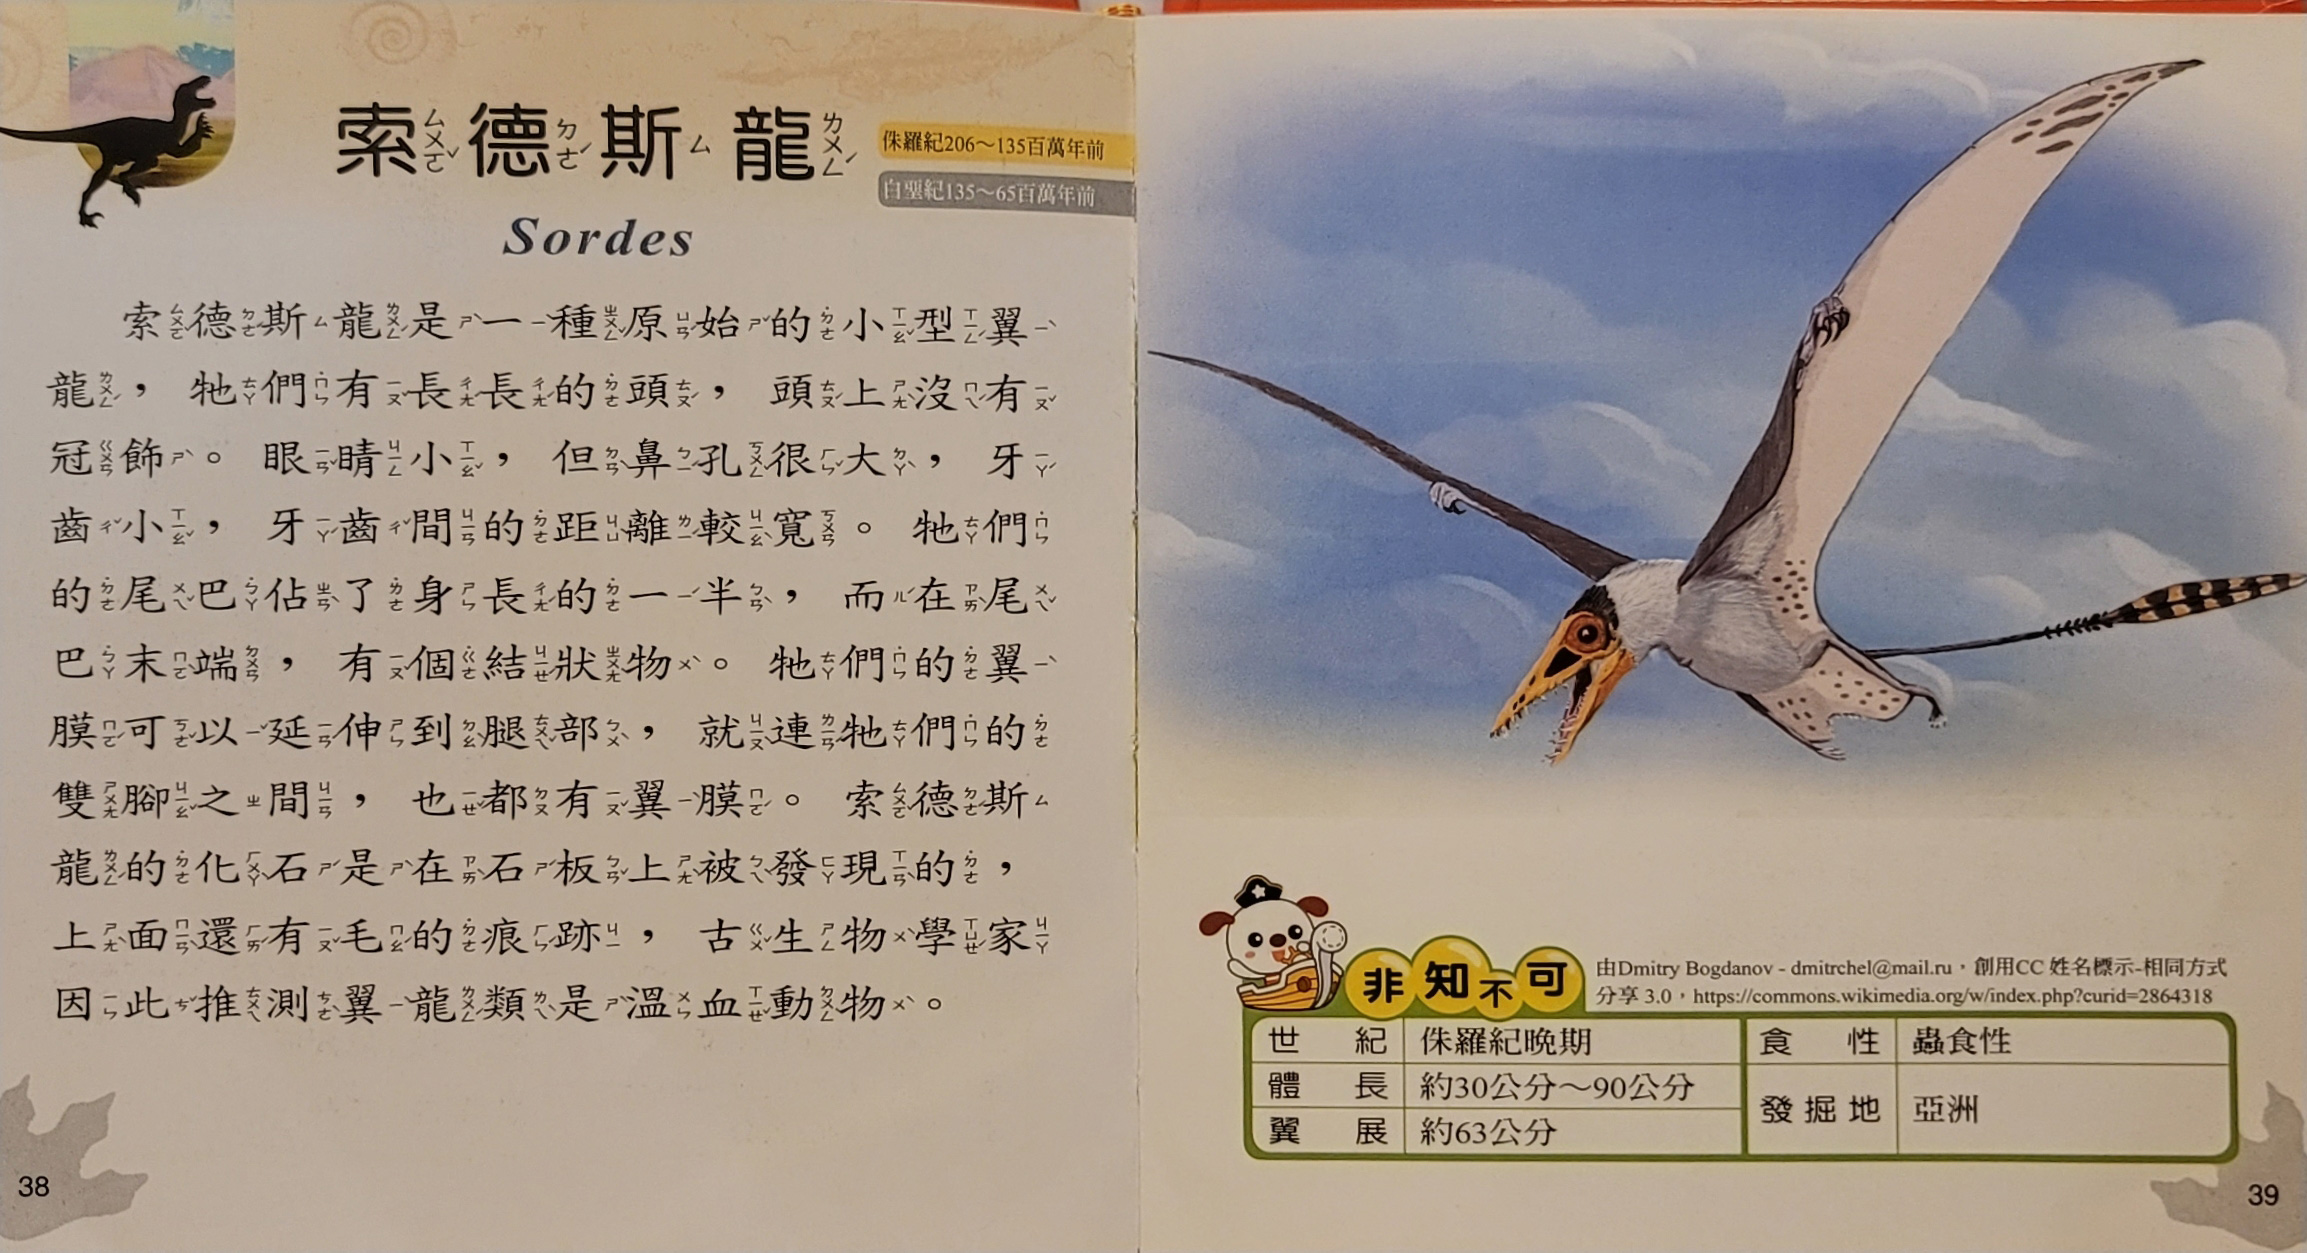 索德斯龍
侏羅紀206～135百萬年前
白堊紀135～65百萬年前
Sordes
索德斯龍是一種原始的小型翼
龍，牠們有長長的頭，頭上沒有
冠飾。眼睛小，但鼻孔很大，牙
齒小，牙齒間的距離較寬。牠們
的尾巴佔了身長的一半，而在尾
巴末端，有個結狀物。牠們的翼
膜可以延伸到腿部，就連牠們的
雙腳之間，也都有翼膜。索德斯
龍的化石是在石板上被發現的，
上面還有毛的痕跡，古生物學家
因此推測翼龍類是溫血動物。
38
非知不可
由Dmitry Bogdanov - dmitrchel@mail.ru，創用CC 姓名標示-相同方式
分享 3.0，https://commons.wikimedia.org/w/index.php?curid=2864318
世紀 侏羅紀晚期 食性 蟲食性
體長 約30公分～90公分
發掘地 亞洲
翼展 約63公分
39